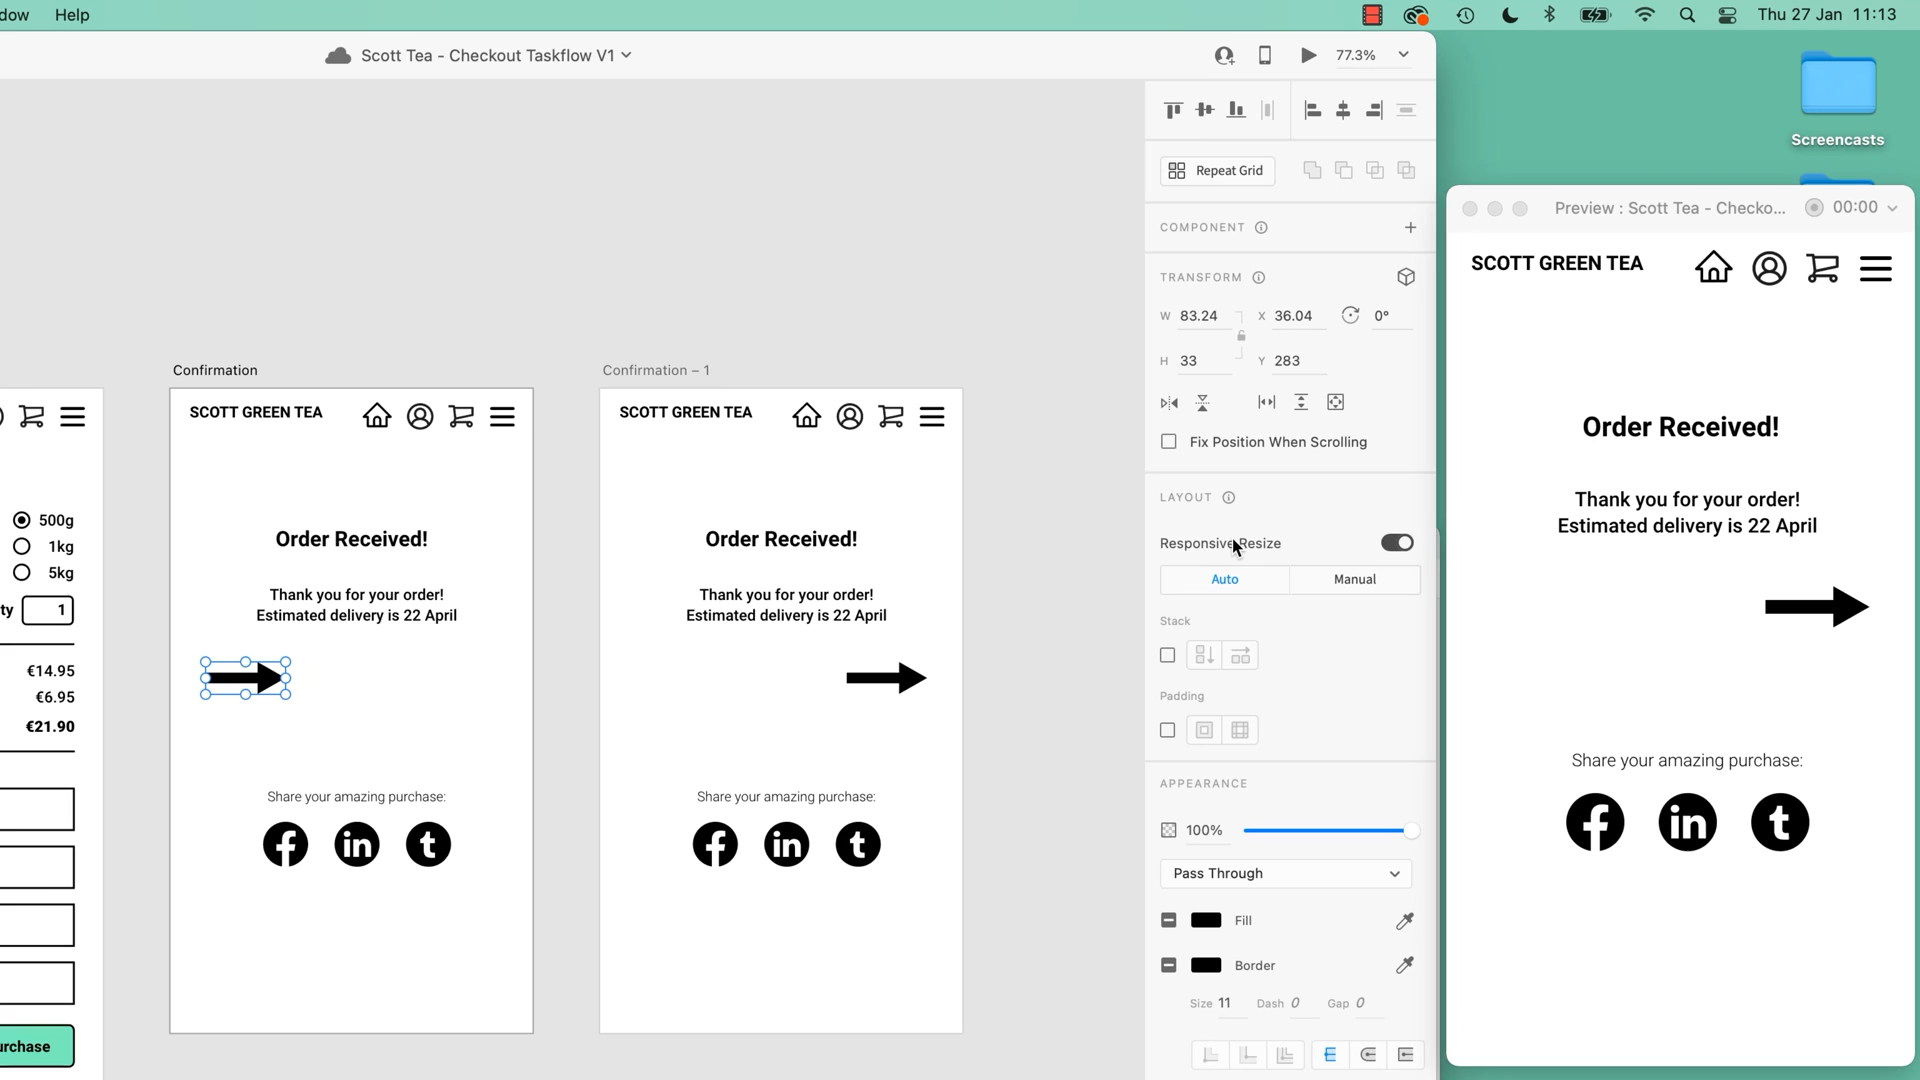 dow Help
Thu 27 Jan 11:13
Scott Tea - Checkout Taskflow V1
77.3%
Screencasts
Repeat Grid
COMPONENT
TRANSFORM
W 83.24 X 36.04 0°
H 33 Y 283
Fix Position When Scrolling
LAYOUT
Responsive Resize
Auto Manual
Stack
Padding
APPEARANCE
100%
Pass Through
Fill
Border
Size 11 Dash 0 Gap 0
500g
1kg
5kg
ty 1
€14.95
€6.95
€21.90
urchase
Confirmation
SCOTT GREEN TEA
Order Received!
Thank you for your order!
Estimated delivery is 22 April
Share your amazing purchase:
f in t
Confirmation – 1
SCOTT GREEN TEA
Order Received!
Thank you for your order!
Estimated delivery is 22 April
Share your amazing purchase:
f in t
Preview : Scott Tea - Checko... 00:00
SCOTT GREEN TEA
Order Received!
Thank you for your order!
Estimated delivery is 22 April
Share your amazing purchase:
f in t